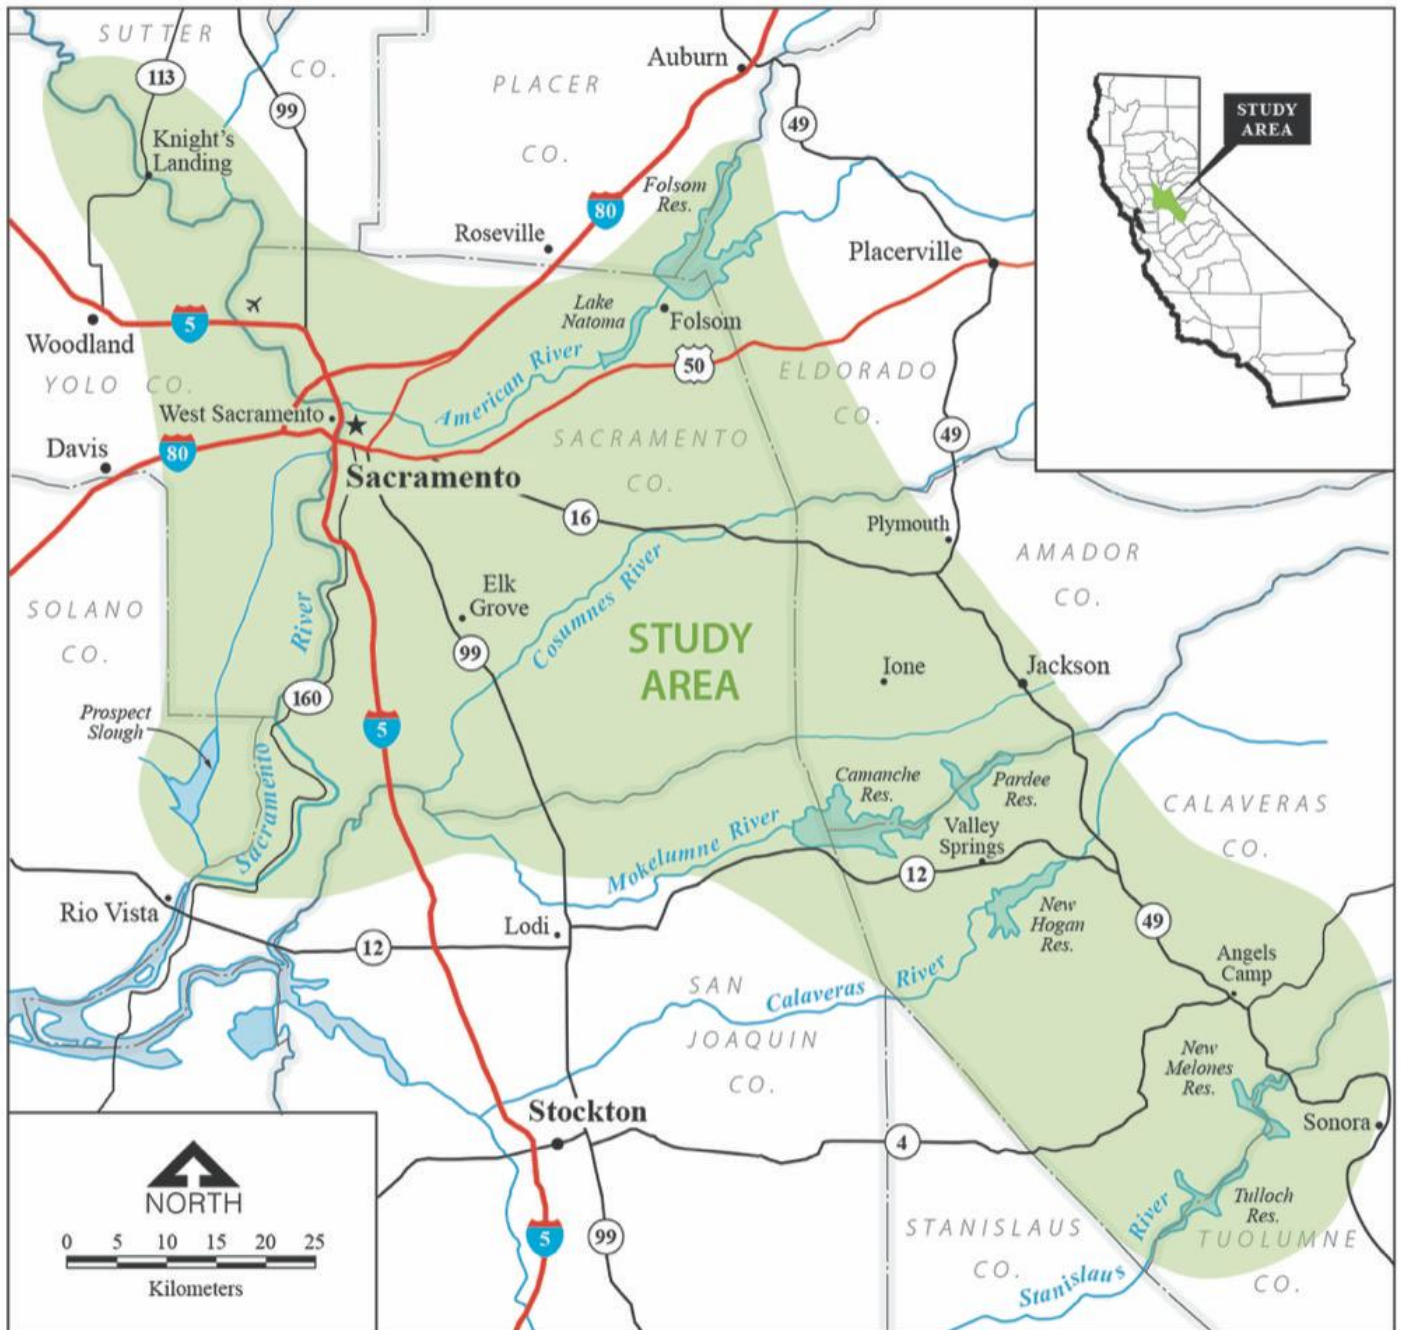 SUTTER
CO.
113
99
Knight's
Landing
PLACER
CO.
Auburn
49
STUDY
AREA
Folsom
Res.
80
Roseville
Placerville
Woodland
5
Lake
Natoma
Folsom
YOLO CO.
American River
50
ELDORADO
CO.
West Sacramento
SACRAMENTO
CO.
49
Davis
80
Sacramento
16
Plymouth
AMADOR
CO.
SOLANO
CO.
River
Elk
Grove
Cosumnes River
99
STUDY
AREA
Ione
Jackson
160
Prospect
Slough
5
Sacramento
Camanche
Res.
Pardee
Res.
CALAVERAS
CO.
Mokelumne River
Valley
Springs
12
Rio Vista
Lodi
12
New
Hogan
Res.
49
Angels
Camp
SAN
JOAQUIN
CO.
Calaveras River
New
Melones
Res.
Stockton
Sonora
4
NORTH
0 5 10 15 20 25
Kilometers
5
99
STANISLAUS
CO.
Stanislaus River
Tulloch
Res.
TUOLUMNE
CO.